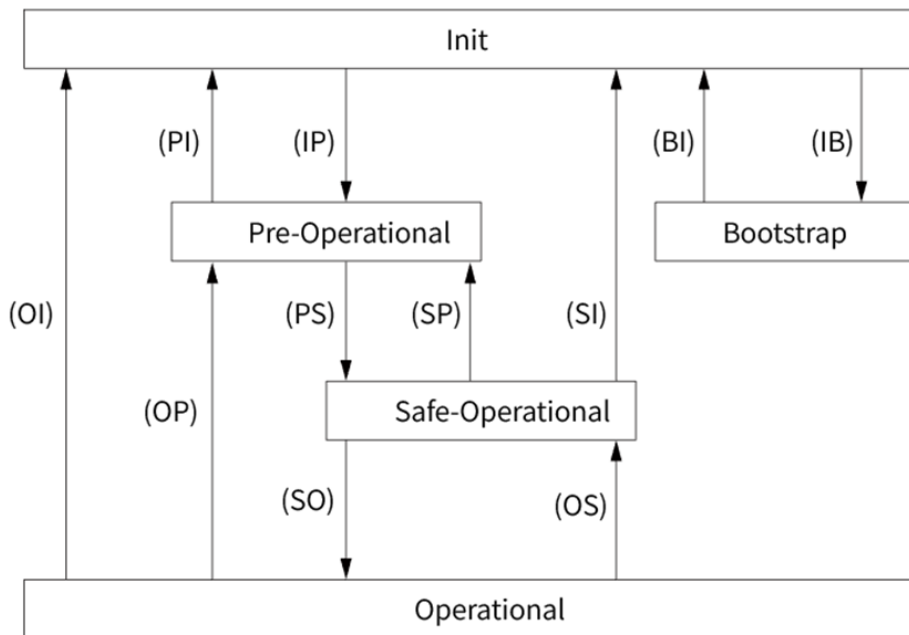 Init
(PI)
(IP)
(BI)
(IB)
Pre-Operational
Bootstrap
(OI)
(PS)
(SP)
(SI)
(OP)
Safe-Operational
(SO)
(OS)
Operational